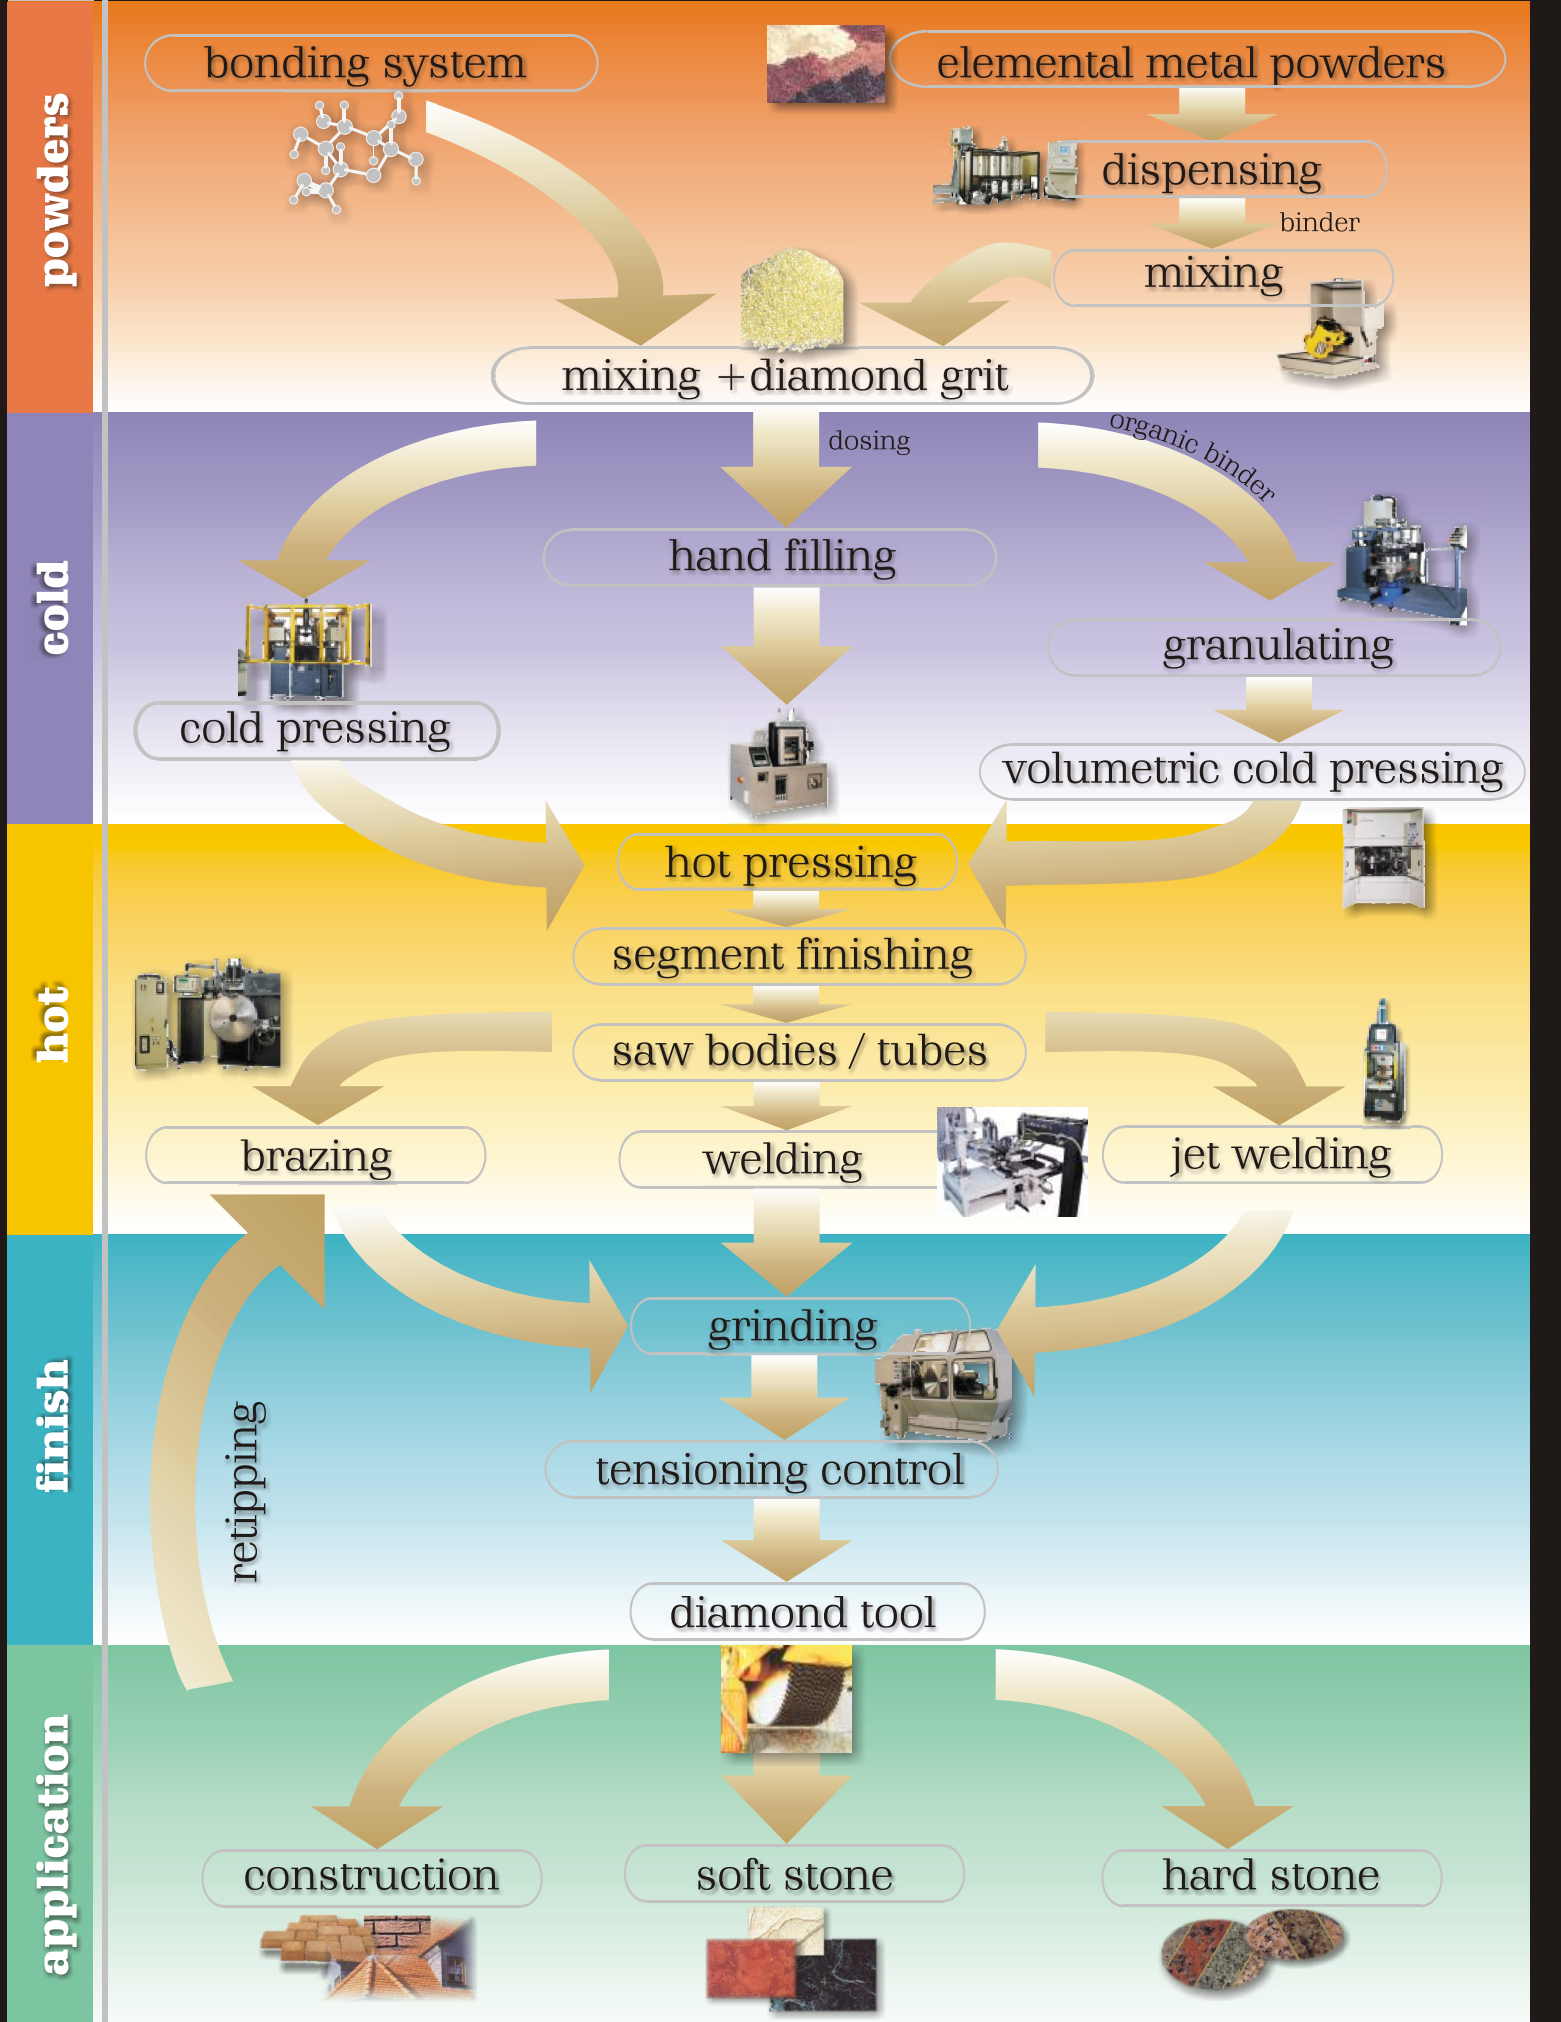 powders
bonding system
elemental metal powders
dispensing
binder
mixing
mixing +diamond grit
cold
dosing
organic binder
hand filling
granulating
cold pressing
volumetric cold pressing
hot
hot pressing
segment finishing
saw bodies / tubes
brazing
welding
jet welding
finish
grinding
retipping
tensioning control
diamond tool
application
construction
soft stone
hard stone